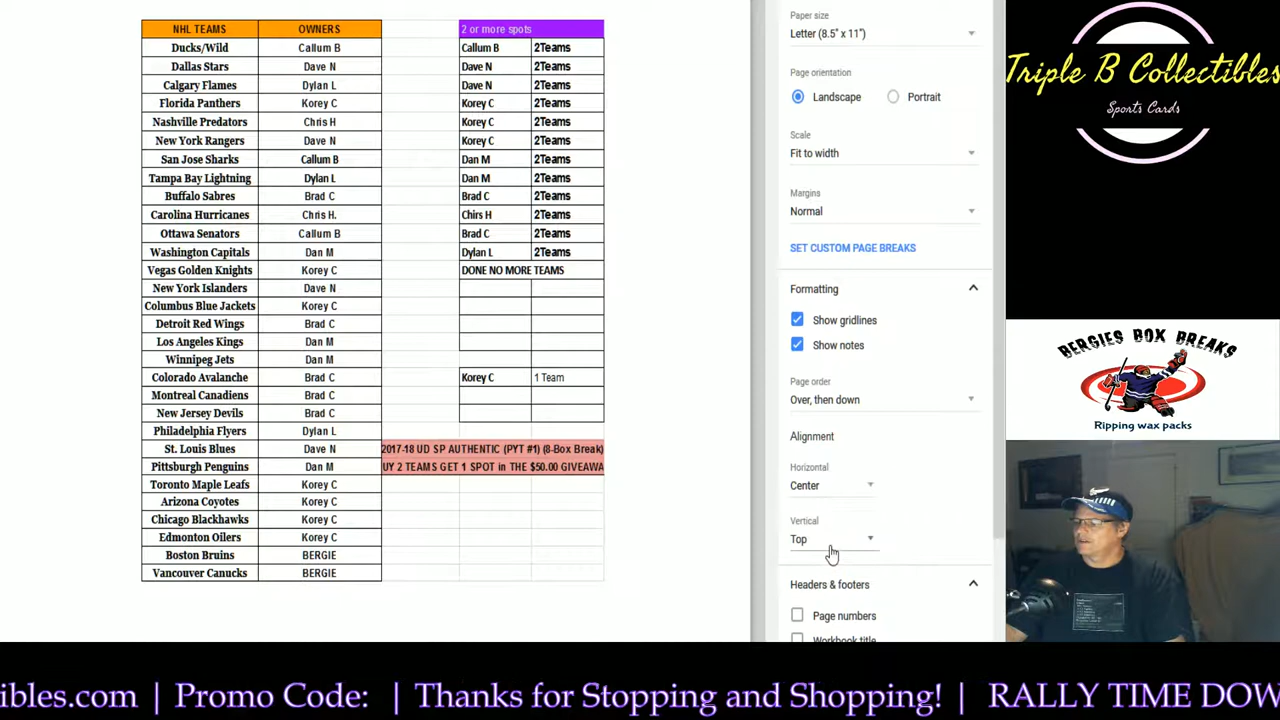 NHL TEAMS OWNERS 2 or more spots
Ducks/Wild Callum B Callum B 2Teams
Dallas Stars Dave N Dave N 2Teams
Calgary Flames Dylan L Dave N 2Teams
Florida Panthers Korey C Korey C 2Teams
Nashville Predators Chris H Korey C 2Teams
New York Rangers Dave N Korey C 2Teams
San Jose Sharks Callum B Dan M 2Teams
Tampa Bay Lightning Dylan L Dan M 2Teams
Buffalo Sabres Brad C Brad C 2Teams
Carolina Hurricanes Chris H. Chirs H 2Teams
Ottawa Senators Callum B Brad C 2Teams
Washington Capitals Dan M Dylan L 2Teams
Vegas Golden Knights Korey C DONE NO MORE TEAMS
New York Islanders Dave N
Columbus Blue Jackets Korey C
Detroit Red Wings Brad C
Los Angeles Kings Dan M
Winnipeg Jets Dan M
Colorado Avalanche Brad C Korey C 1 Team
Montreal Canadiens Brad C
New Jersey Devils Brad C
Philadelphia Flyers Dylan L
St. Louis Blues Dave N 2017-18 UD SP AUTHENTIC (PYT #1) (8-Box Break)
Pittsburgh Penguins Dan M UY 2 TEAMS GET 1 SPOT in THE $50.00 GIVEAWA
Toronto Maple Leafs Korey C
Arizona Coyotes Korey C
Chicago Blackhawks Korey C
Edmonton Oilers Korey C
Boston Bruins BERGIE
Vancouver Canucks BERGIE
Paper size
Letter (8.5" x 11")
Page orientation
Landscape Portrait
Scale
Fit to width
Margins
Normal
SET CUSTOM PAGE BREAKS
Formatting
Show gridlines
Show notes
Page order
Over, then down
Alignment
Horizontal
Center
Vertical
Top
Headers & footers
Page numbers
Workbook title
Triple B Collectibles
Sports Cards
BERGIES BOX BREAKS
Ripping wax packs
ibles.com | Promo Code: | Thanks for Stopping and Shopping! | RALLY TIME DOW